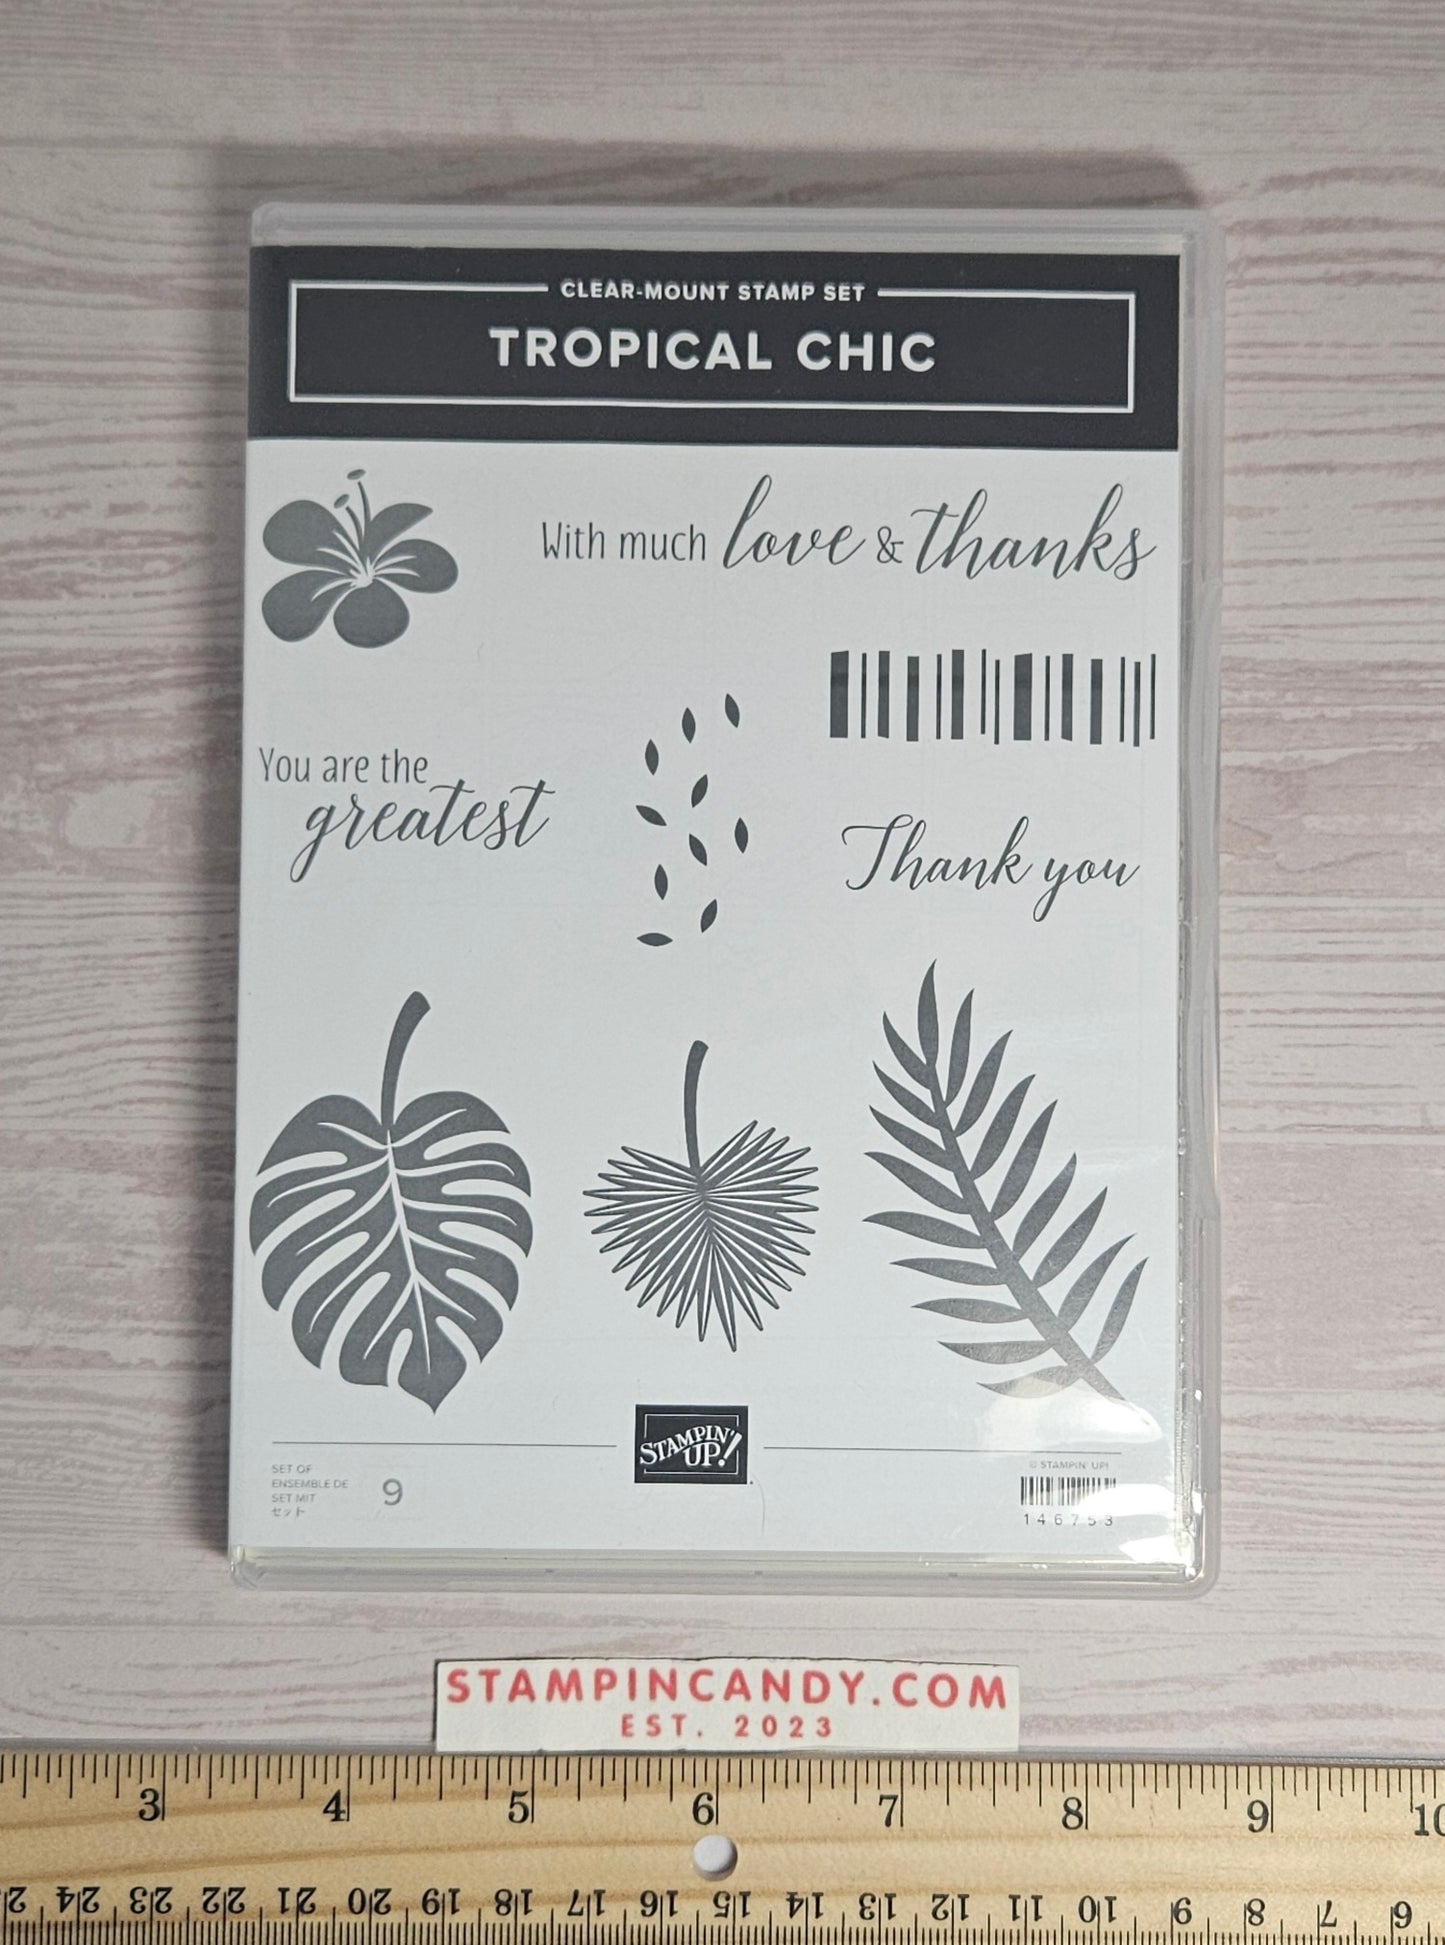 CLEAR-MOUNT STAMP SET
TROPICAL CHIC
With much love & thanks
You are the
greatest
Thank you
STAMPIN'
UP!
SET OF
ENSEMBLE DE
SET MIT
セット
9
© STAMPIN' UP!
146753
STAMPINCANDY.COM
EST. 2023
3 4 5 6 7 8 9 10
24 23 22 21 20 19 18 17 16 15 14 13 12 11 10 9 8 7 6